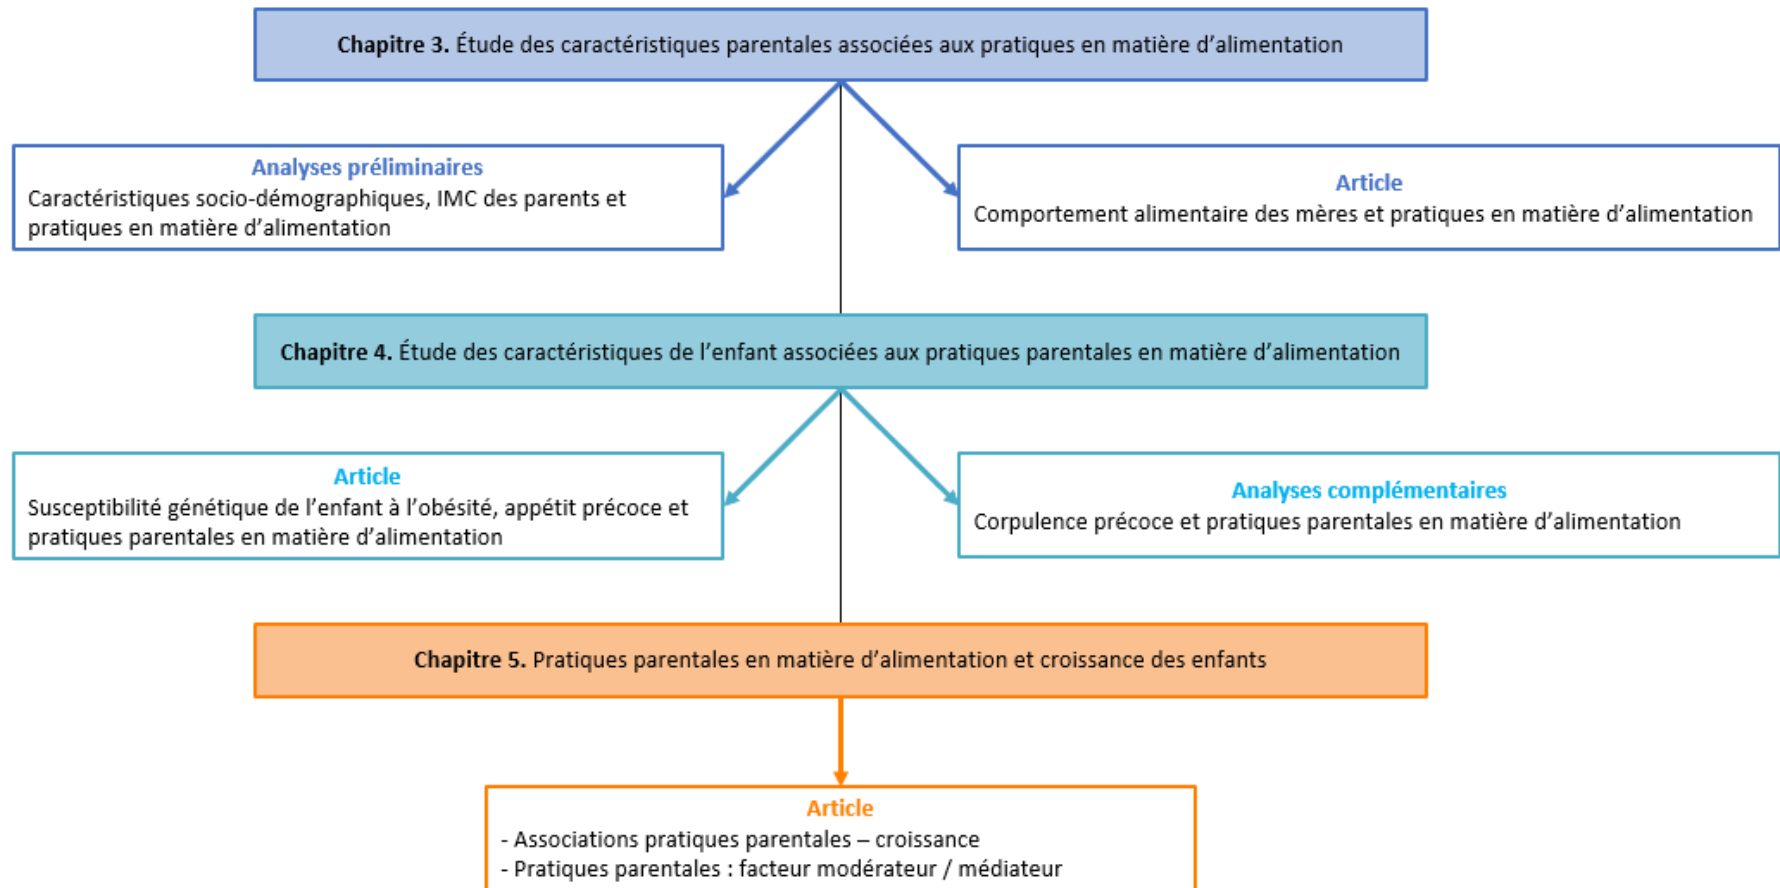 Chapitre 3. Étude des caractéristiques parentales associées aux pratiques en matière d’alimentation
Analyses préliminaires
Caractéristiques socio-démographiques, IMC des parents et
pratiques en matière d’alimentation
Article
Comportement alimentaire des mères et pratiques en matière d’alimentation
Chapitre 4. Étude des caractéristiques de l’enfant associées aux pratiques parentales en matière d’alimentation
Article
Susceptibilité génétique de l’enfant à l’obésité, appétit précoce et
pratiques parentales en matière d’alimentation
Analyses complémentaires
Corpulence précoce et pratiques parentales en matière d’alimentation
Chapitre 5. Pratiques parentales en matière d’alimentation et croissance des enfants
Article
- Associations pratiques parentales – croissance
- Pratiques parentales : facteur modérateur / médiateur